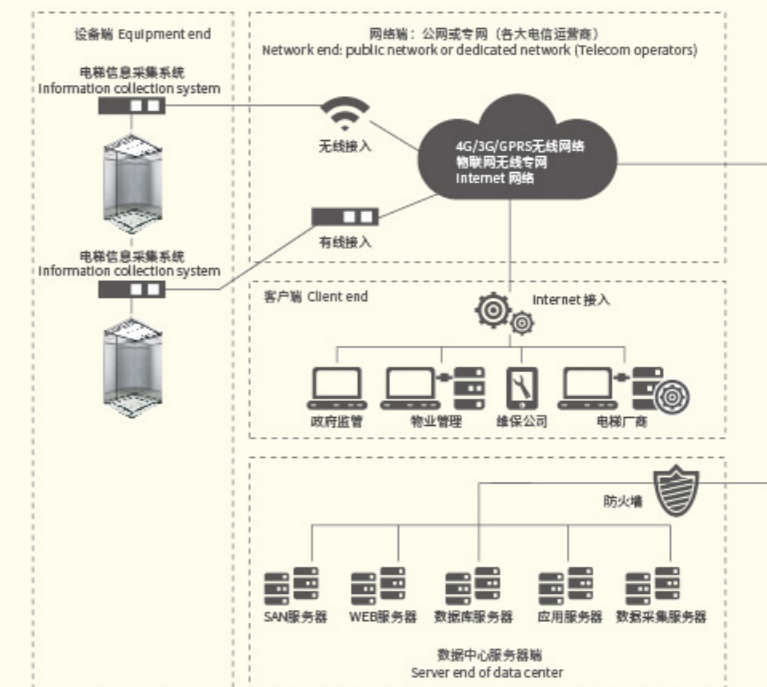 设备端 Equipment end
电梯信息采集系统
Information collection system
电梯信息采集系统
Information collection system
网络端：公网或专网（各大电信运营商）
Network end: public network or dedicated network (Telecom operators)
无线接入
4G/3G/GPRS无线网络
物联网无线专网
Internet 网络
有线接入
客户端 Client end
Internet 接入
政府监管
物业管理
维保公司
电梯厂商
防火墙
SAN服务器
WEB服务器
数据库服务器
应用服务器
数据采集服务器
数据中心服务器端
Server end of data center